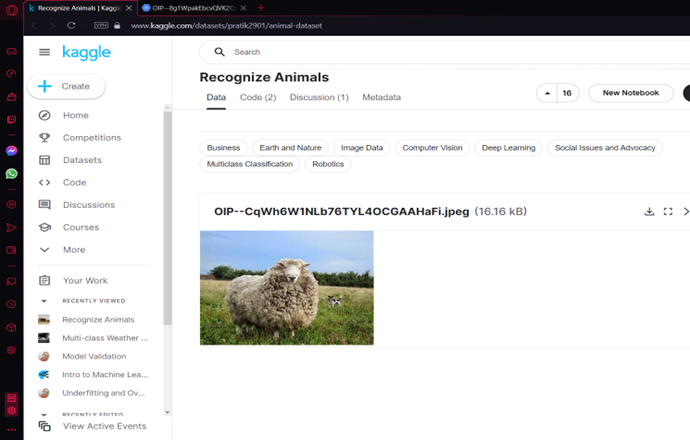 Recognize Animals | Kaggle
OIP--8g1WpakEbcvQVK2O
VPN www.kaggle.com/datasets/pratik2901/animal-dataset
kaggle
Search
Create
Home
Competitions
Datasets
Code
Discussions
Courses
More
Your Work
RECENTLY VIEWED
Recognize Animals
Multi-class Weather ...
Model Validation
Intro to Machine Lea...
Underfitting and Ov...
RECENTLY EDITED
View Active Events
Recognize Animals
Data Code (2) Discussion (1) Metadata
16 New Notebook
Business Earth and Nature Image Data Computer Vision Deep Learning Social Issues and Advocacy
Multiclass Classification Robotics
OIP--CqWh6W1NLb76TYL4OCGAAHaFi.jpeg (16.16 kB)